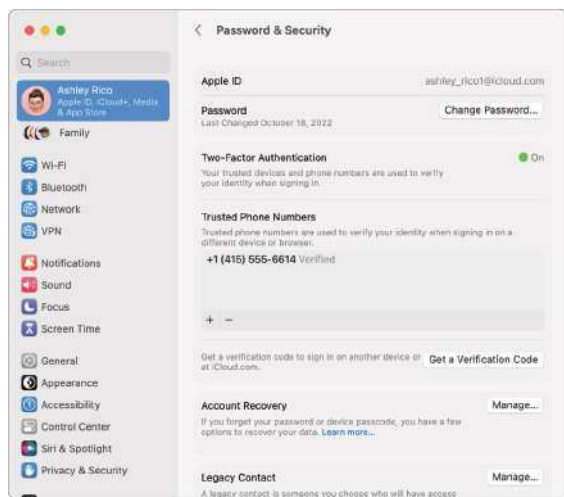 Password & Security
Search
Ashley Rico
Apple ID, iCloud+, Media
& App Store
Family
Wi-Fi
Bluetooth
Network
VPN
Notifications
Sound
Focus
Screen Time
General
Appearance
Accessibility
Control Center
Siri & Spotlight
Privacy & Security
Apple ID
ashley_rico1@icloud.com
Password
Change Password...
Last Changed October 18, 2022
Two-Factor Authentication
On
Your trusted devices and phone numbers are used to verify
your identity when signing in.
Trusted Phone Numbers
Trusted phone numbers are used to verify your identity when signing in on a
different device or browser.
+1 (415) 555-6614 Verified
+ −
Get a verification code to sign in on another device or
at iCloud.com.
Get a Verification Code
Account Recovery
Manage...
If you forget your password or device passcode, you have a few
options to recover your data. Learn more...
Legacy Contact
Manage...
A legacy contact is someone you choose who will have access